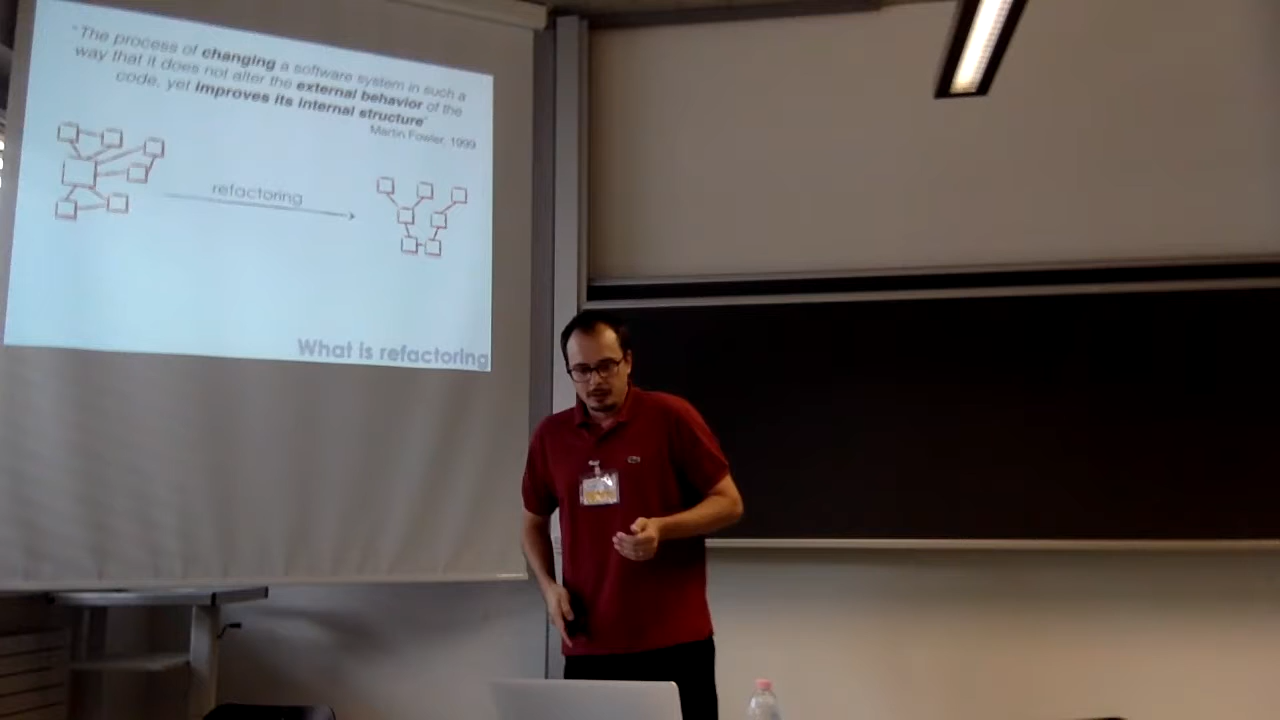 "The process of changing a software system in such a
way that it does not alter the external behavior of the
code, yet improves its internal structure"
Martin Fowler, 1999
refactoring
What is refactoring